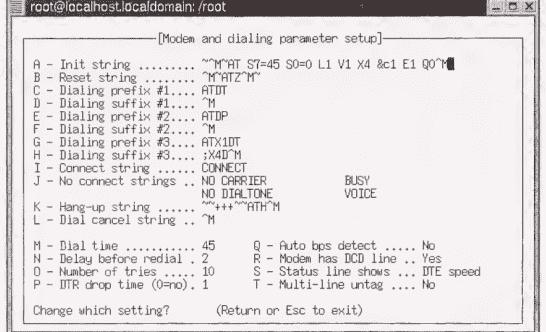 root@localhost.localdomain: /root
[Modem and dialing parameter setup]
A - Init string ......... ~^M~AT S7=45 S0=0 L1 V1 X4 &c1 E1 Q0^M
B - Reset string ........ ^M~ATZ^M~
C - Dialing prefix #1.... ATDT
D - Dialing suffix #1.... ^M
E - Dialing prefix #2.... ATDP
F - Dialing suffix #2.... ^M
G - Dialing prefix #3.... ATX1DT
H - Dialing suffix #3.... ;X4D^M
I - Connect string ...... CONNECT
J - No connect strings .. NO CARRIER BUSY
NO DIALTONE VOICE
K - Hang-up string ...... ~~+++~~ATH^M
L - Dial cancel string .. ^M
M - Dial time ........... 45 Q - Auto bps detect ..... No
N - Delay before redial . 2 R - Modem has DCD line .. Yes
O - Number of tries ..... 10 S - Status line shows ... DTE speed
P - DTR drop time (0=no). 1 T - Multi-line untag .... No
Change which setting? (Return or Esc to exit)